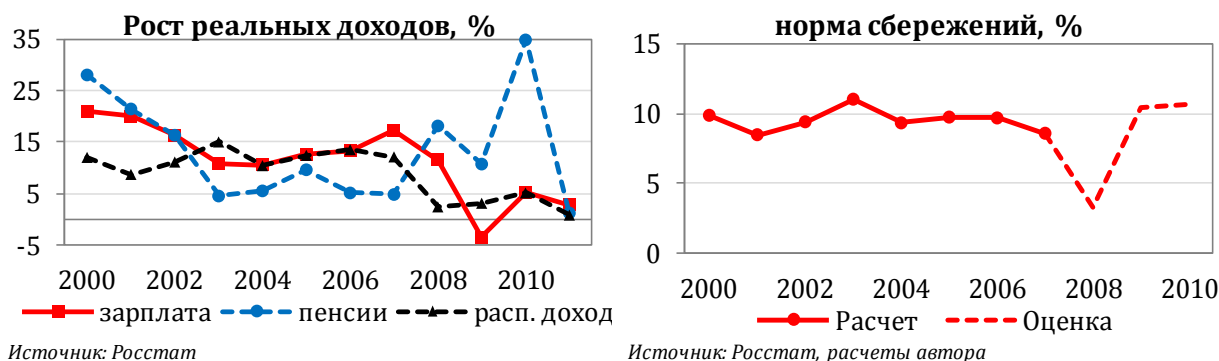 Рост реальных доходов, %
35
25
15
5
-5
2000 2002 2004 2006 2008 2010
зарплата пенсии расп. доход
Источник: Росстат
норма сбережений, %
15
10
5
0
2000 2002 2004 2006 2008 2010
Расчет Оценка
Источник: Росстат, расчеты автора